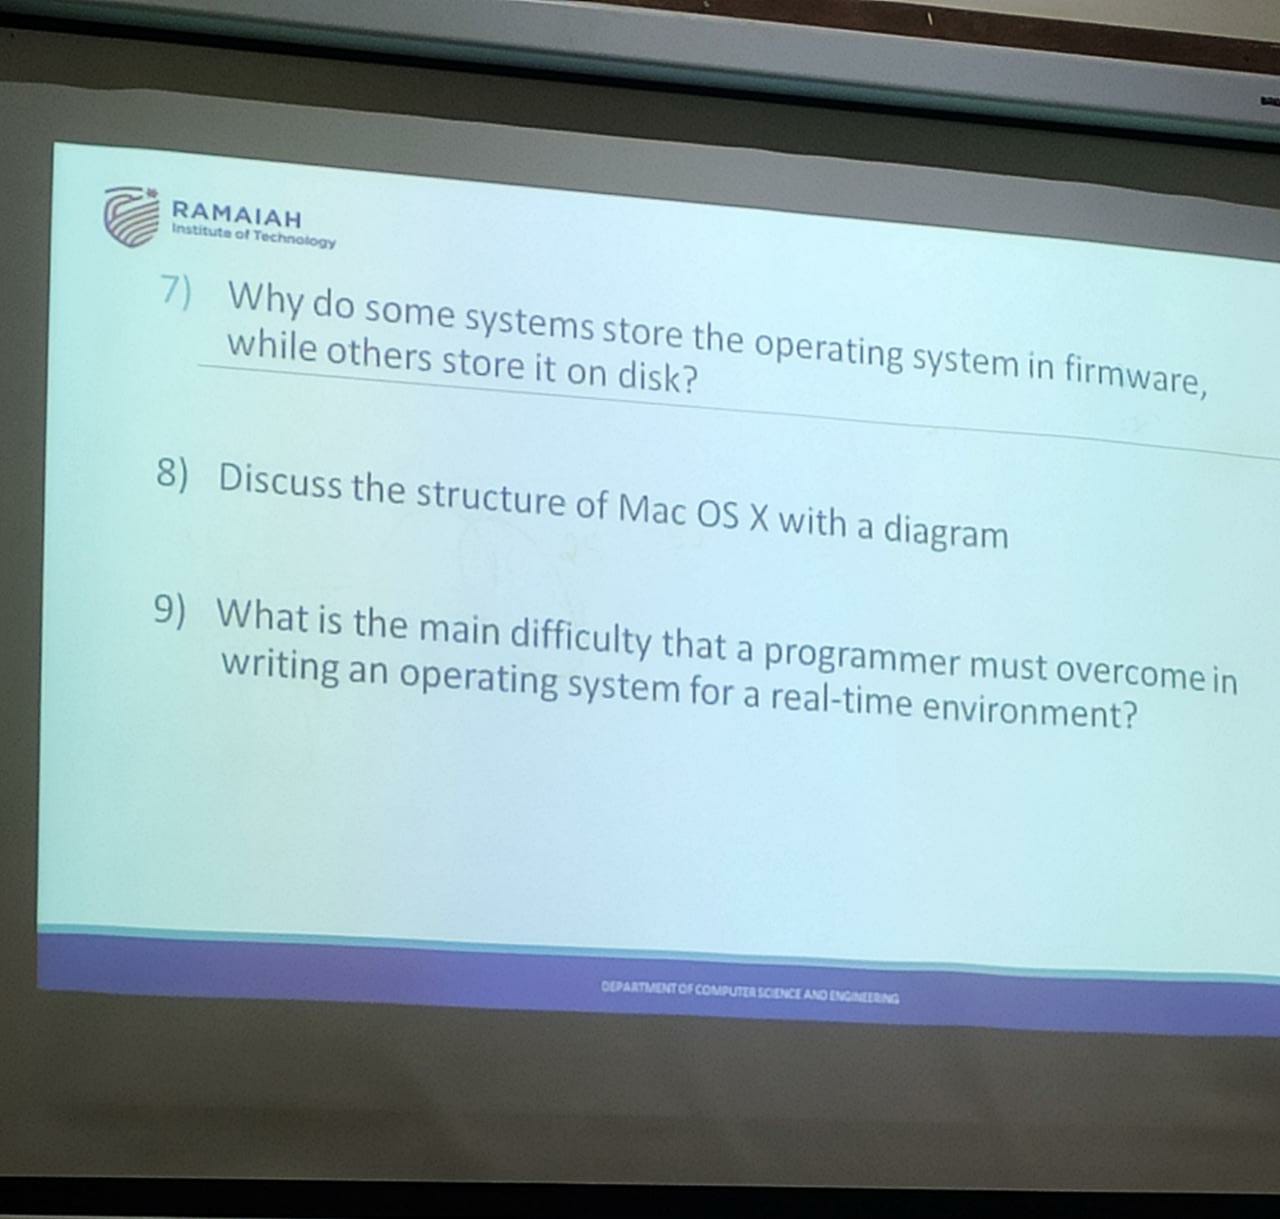 RAMAIAH
Institute of Technology
7) Why do some systems store the operating system in firmware,
while others store it on disk?
8) Discuss the structure of Mac OS X with a diagram
9) What is the main difficulty that a programmer must overcome in
writing an operating system for a real-time environment?
DEPARTMENT OF COMPUTER SCIENCE AND ENGINEERING